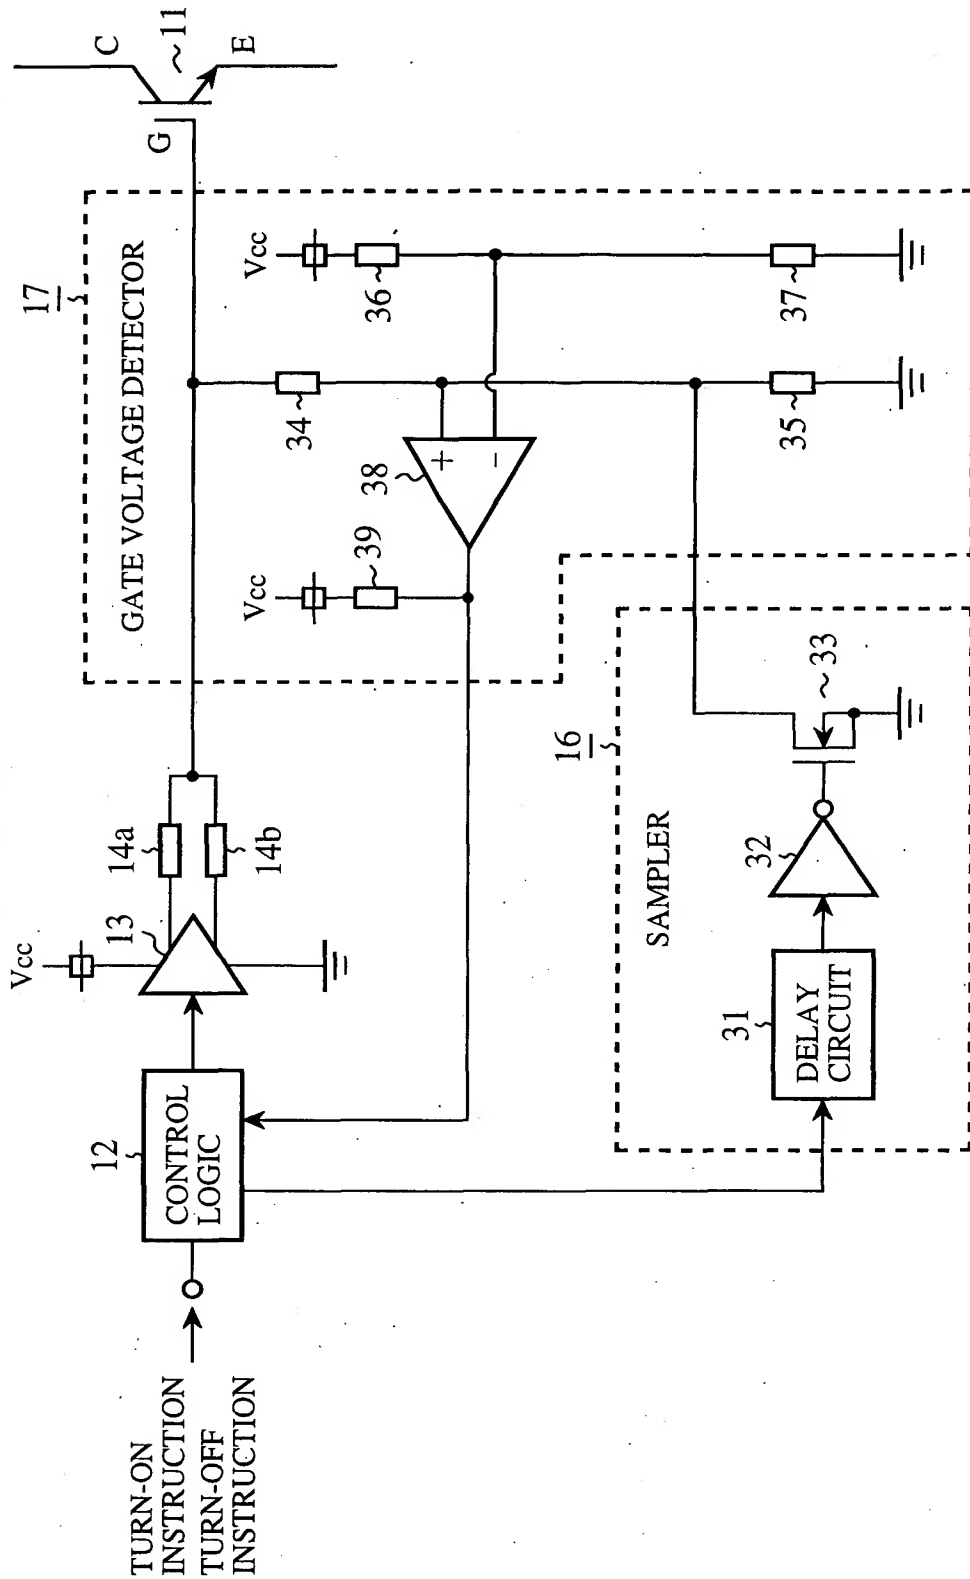 TURN-ON
INSTRUCTION
TURN-OFF
INSTRUCTION
12
CONTROL
LOGIC
Vcc
13
14a
14b
17
GATE VOLTAGE DETECTOR
Vcc
39
38
+
-
34
Vcc
36
35
37
G
C
E
11
16
SAMPLER
31
DELAY
CIRCUIT
32
33